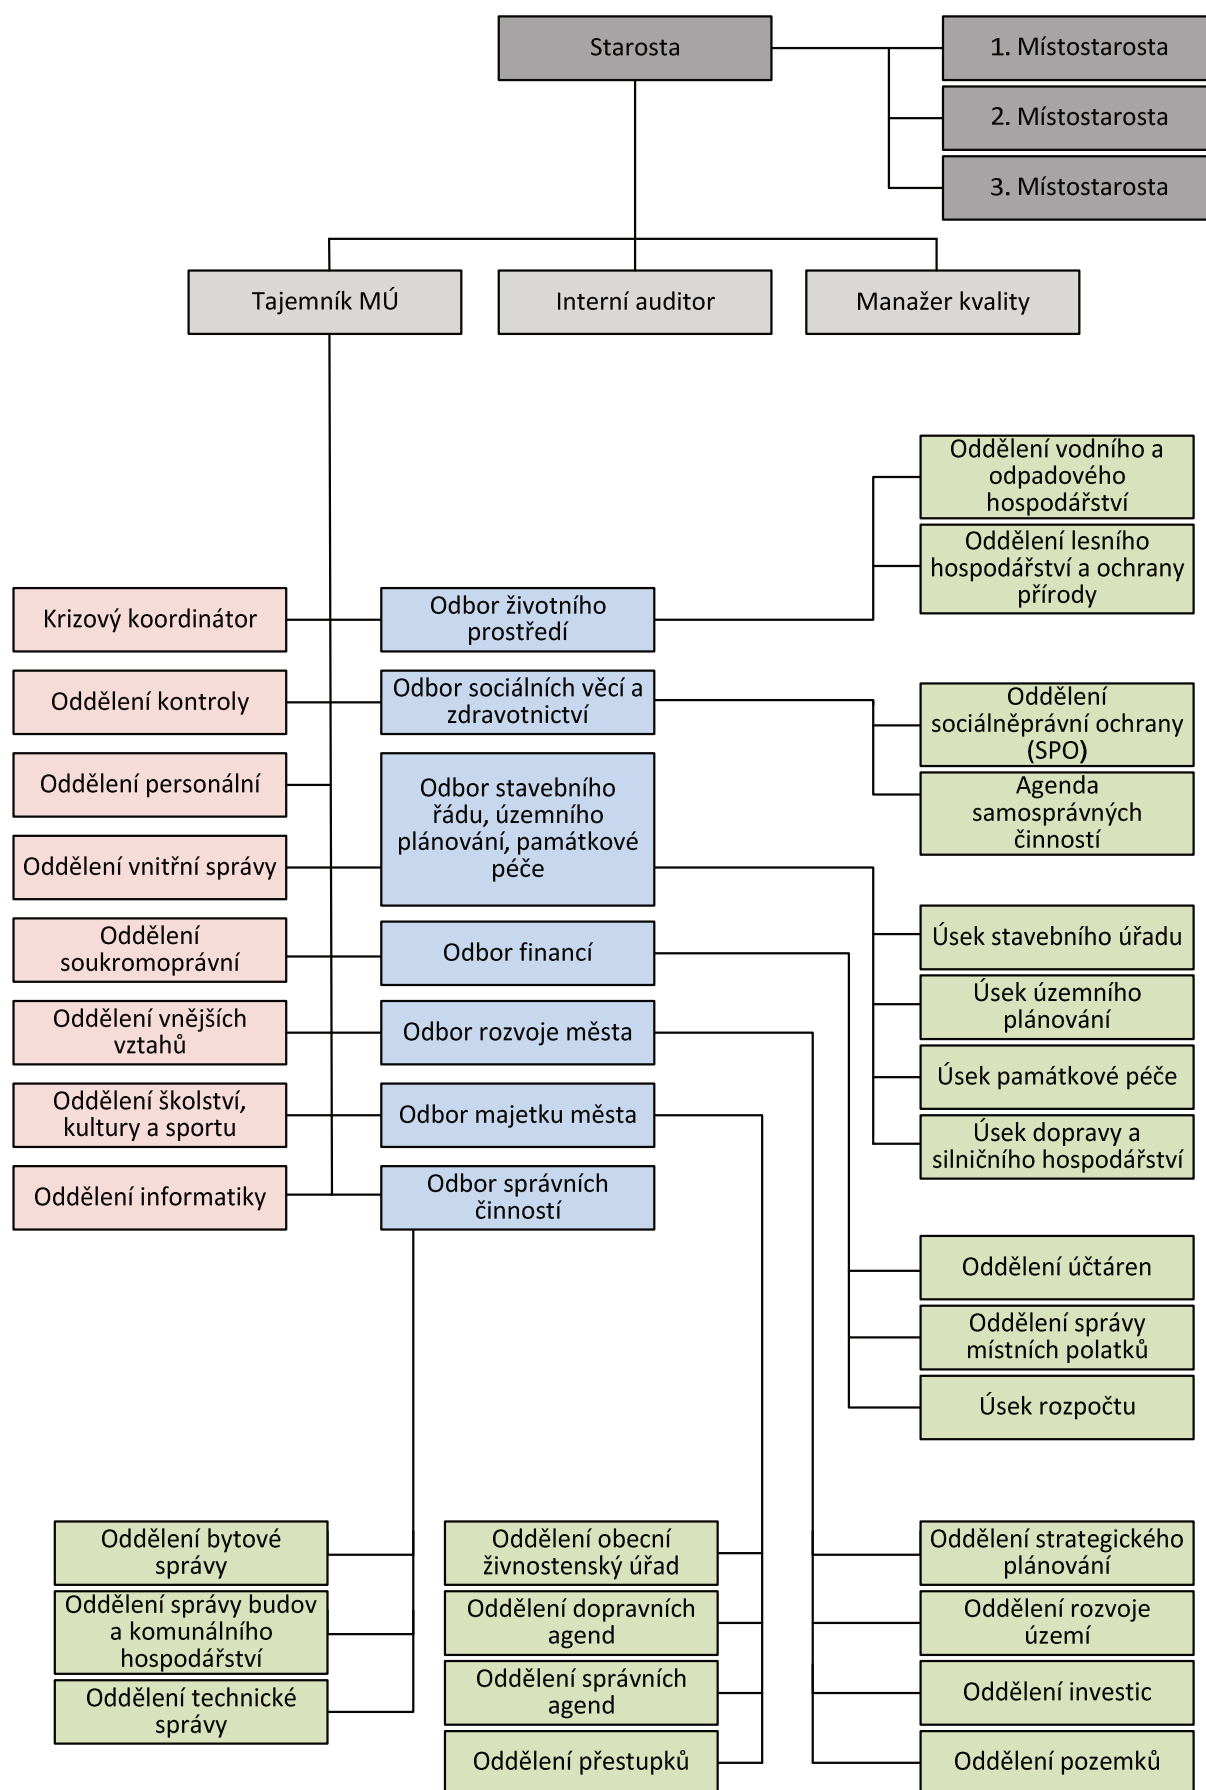 Starosta
1. Místostarosta
2. Místostarosta
3. Místostarosta
Tajemník MÚ
Interní auditor
Manažer kvality
Oddělení vodního a
odpadového
hospodářství
Oddělení lesního
hospodářství a ochrany
přírody
Krizový koordinátor
Odbor životního
prostředí
Oddělení kontroly
Odbor sociálních věcí a
zdravotnictví
Oddělení
sociálněprávní ochrany
(SPO)
Oddělení personální
Odbor stavebního
řádu, územního
plánování, památkové
péče
Agenda
samosprávných
činností
Oddělení vnitřní správy
Oddělení
soukromoprávní
Odbor financí
Úsek stavebního úřadu
Oddělení vnějších
vztahů
Odbor rozvoje města
Úsek územního
plánování
Oddělení školství,
kultury a sportu
Odbor majetku města
Úsek památkové péče
Úsek dopravy a
silničního hospodářství
Oddělení informatiky
Odbor správních
činností
Oddělení účtáren
Oddělení správy
místních polatků
Úsek rozpočtu
Oddělení bytové
správy
Oddělení správy budov
a komunálního
hospodářství
Oddělení technické
správy
Oddělení obecní
živnostenský úřad
Oddělení dopravních
agend
Oddělení správních
agend
Oddělení přestupků
Oddělení strategického
plánování
Oddělení rozvoje
území
Oddělení investic
Oddělení pozemků